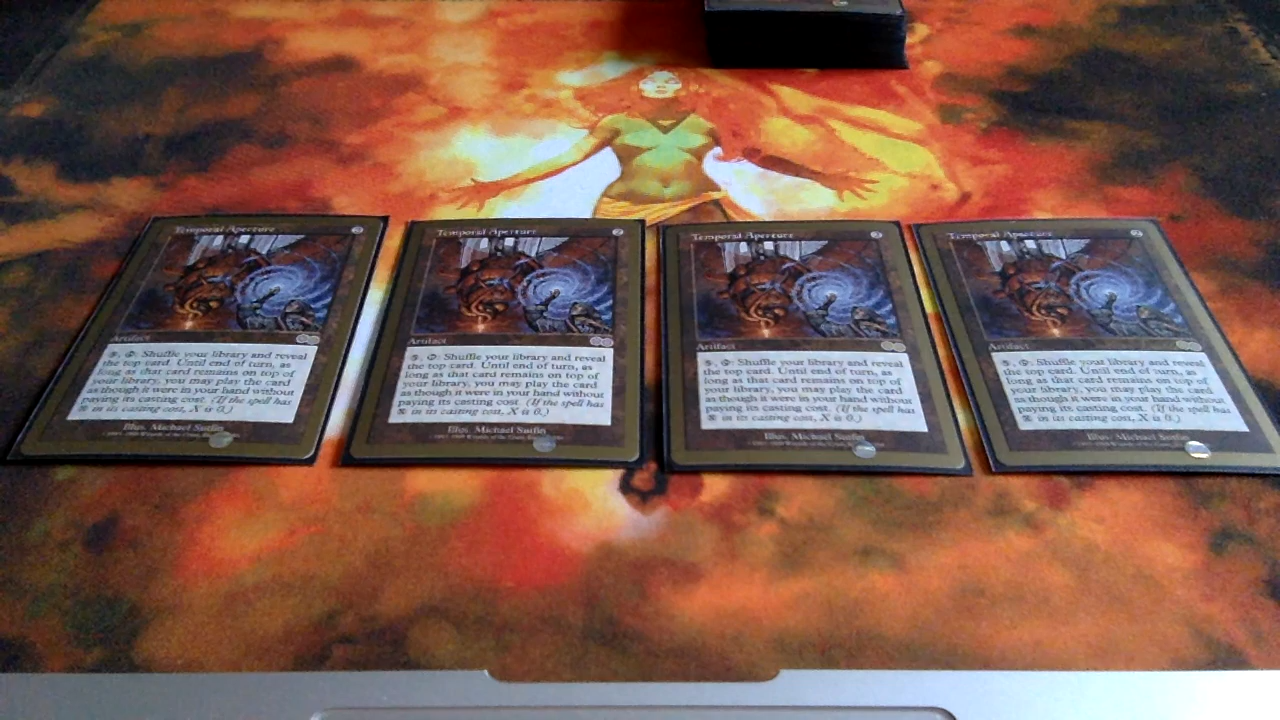 Temporal Aperture
2
Artifact
5, : Shuffle your library and reveal
the top card. Until end of turn, as
long as that card remains on top of
your library, you may play the card
as though it were in your hand without
paying its casting cost. (If the spell has
X in its casting cost, X is 0.)
Illus. Michael Sutfin
Temporal Aperture
2
Artifact
5, : Shuffle your library and reveal
the top card. Until end of turn, as
long as that card remains on top of
your library, you may play the card
as though it were in your hand without
paying its casting cost. (If the spell has
X in its casting cost, X is 0.)
Illus. Michael Sutfin
Temporal Aperture
2
Artifact
5, : Shuffle your library and reveal
the top card. Until end of turn, as
long as that card remains on top of
your library, you may play the card
as though it were in your hand without
paying its casting cost. (If the spell has
X in its casting cost, X is 0.)
Illus. Michael Sutfin
Temporal Aperture
2
Artifact
5, : Shuffle your library and reveal
the top card. Until end of turn, as
long as that card remains on top of
your library, you may play the card
as though it were in your hand without
paying its casting cost. (If the spell has
X in its casting cost, X is 0.)
Illus. Michael Sutfin